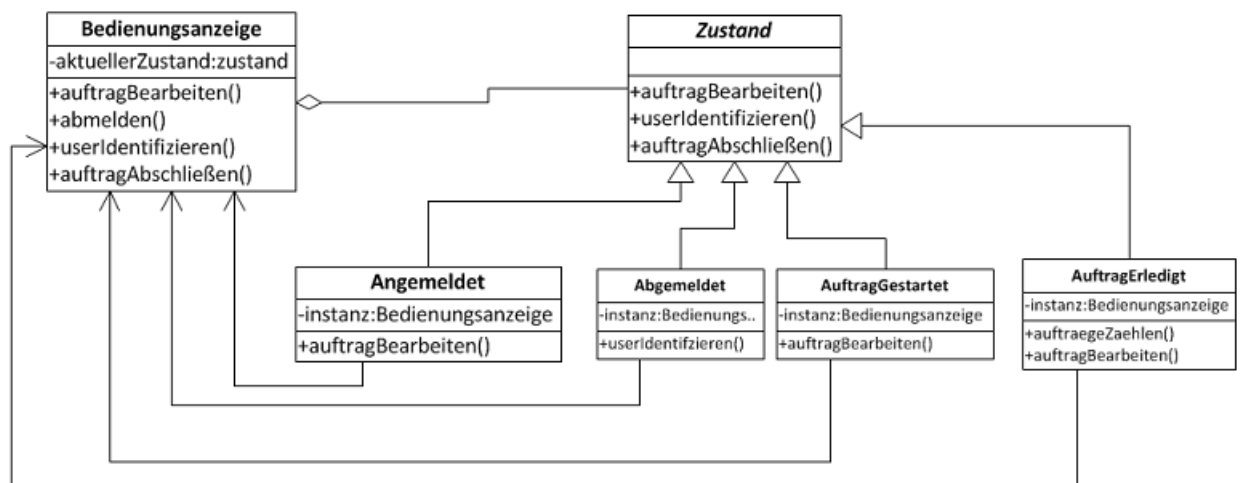 Bedienungsanzeige
-aktuellerZustand:zustand
+auftragBearbeiten()
+abmelden()
+userIdentifizieren()
+auftragAbschließen()
Zustand
+auftragBearbeiten()
+userIdentifizieren()
+auftragAbschließen()
Angemeldet
-instanz:Bedienungsanzeige
+auftragBearbeiten()
Abgemeldet
-instanz:Bedienungs..
+userIdentifzieren()
AuftragGestartet
-instanz:Bedienungsanzeige
+auftragBearbeiten()
AuftragErledigt
-instanz:Bedienungsanzeige
+auftraegeZaehlen()
+auftragBearbeiten()